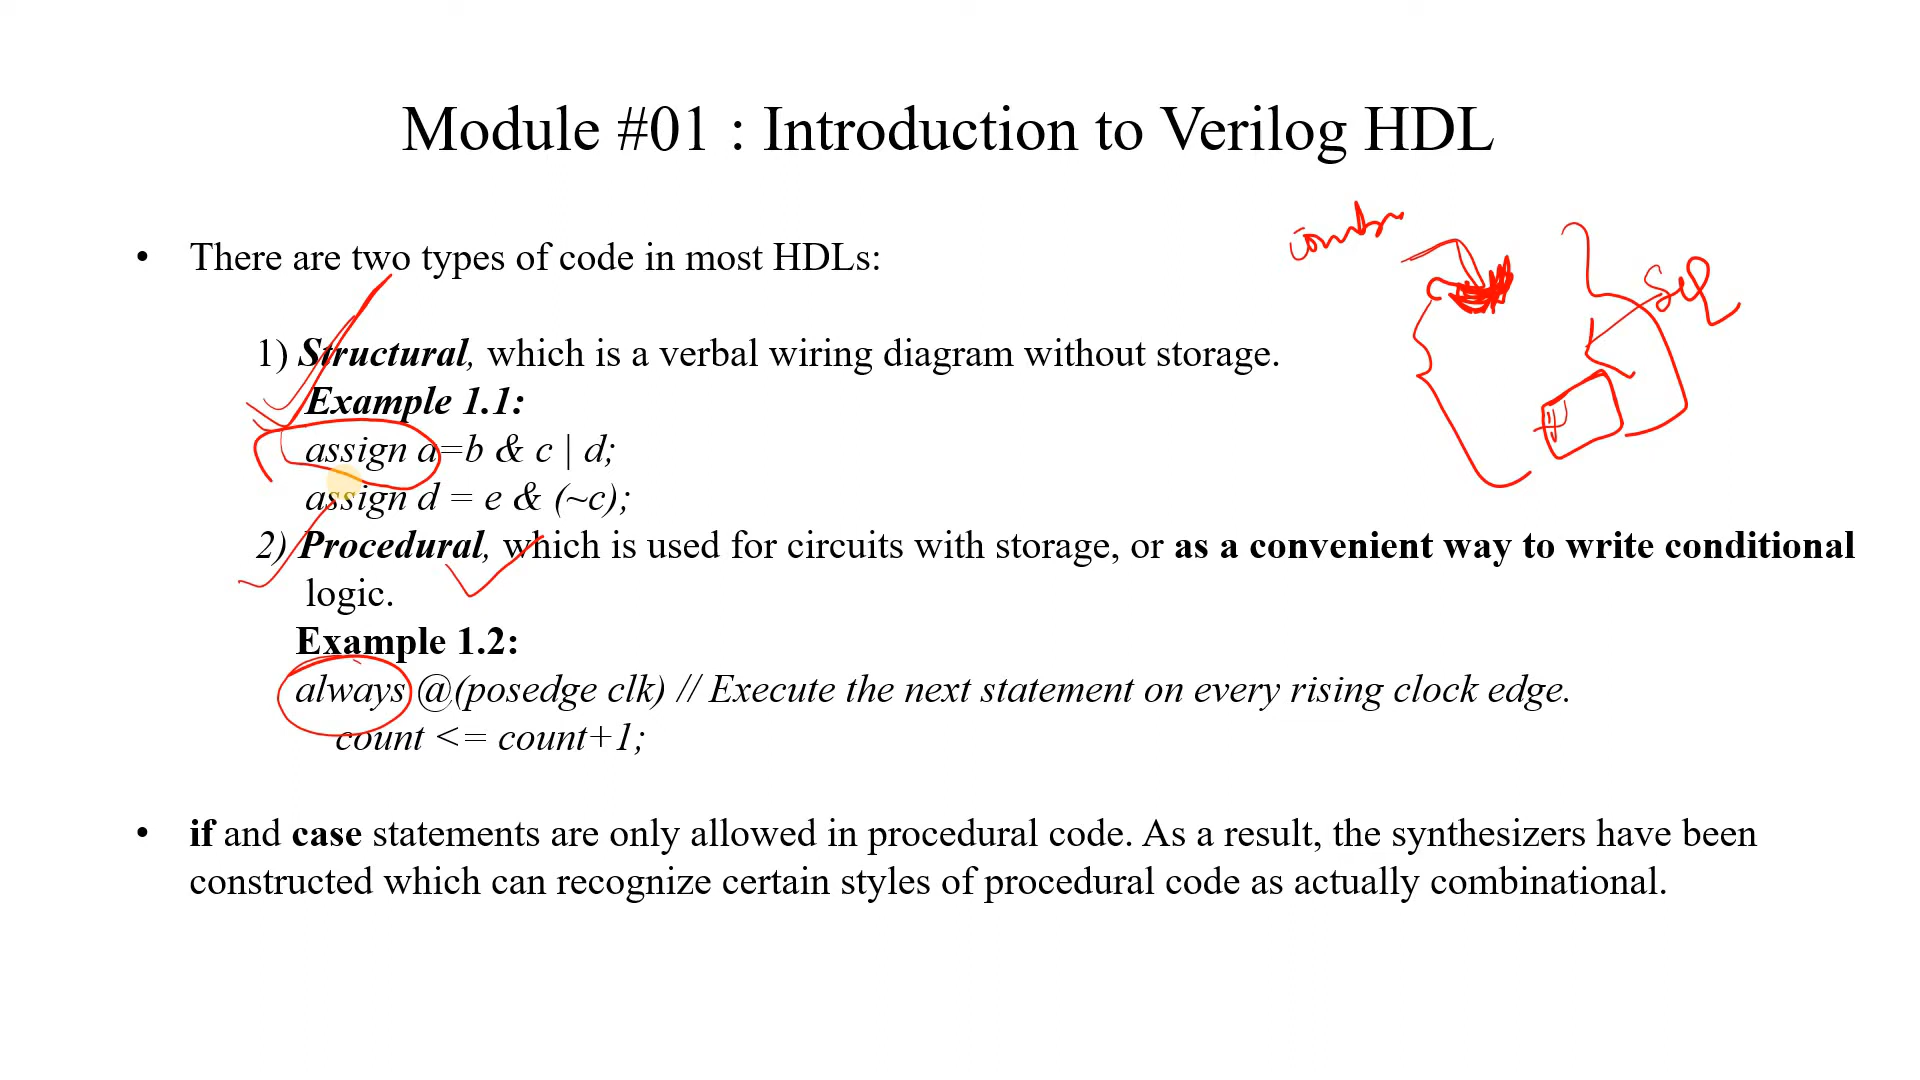 Module #01 : Introduction to Verilog HDL
• There are two types of code in most HDLs:
1) Structural, which is a verbal wiring diagram without storage.
Example 1.1:
assign a=b & c | d;
assign d = e & (~c);
2) Procedural, which is used for circuits with storage, or as a convenient way to write conditional
logic.
Example 1.2:
always @(posedge clk) // Execute the next statement on every rising clock edge.
count <= count+1;
• if and case statements are only allowed in procedural code. As a result, the synthesizers have been
constructed which can recognize certain styles of procedural code as actually combinational.